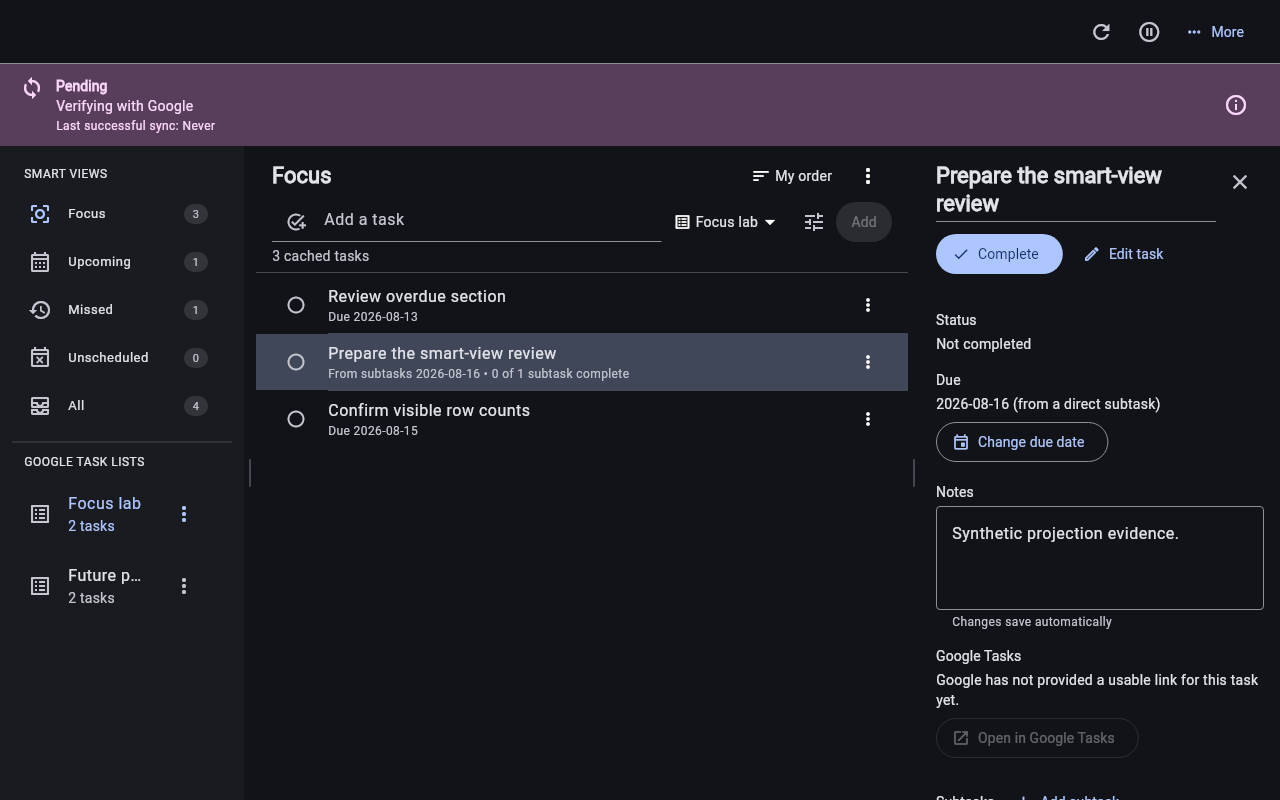 More
Pending
Verifying with Google
Last successful sync: Never
SMART VIEWS
Focus 3
Upcoming 1
Missed 1
Unscheduled 0
All 4
GOOGLE TASK LISTS
Focus lab
2 tasks
Future p...
2 tasks
Focus
My order
Add a task
Focus lab
Add
3 cached tasks
Review overdue section
Due 2026-08-13
Prepare the smart-view review
From subtasks 2026-08-16 • 0 of 1 subtask complete
Confirm visible row counts
Due 2026-08-15
Prepare the smart-view
review
Complete
Edit task
Status
Not completed
Due
2026-08-16 (from a direct subtask)
Change due date
Notes
Synthetic projection evidence.
Changes save automatically
Google Tasks
Google has not provided a usable link for this task
yet.
Open in Google Tasks
Subtasks
Add subtask